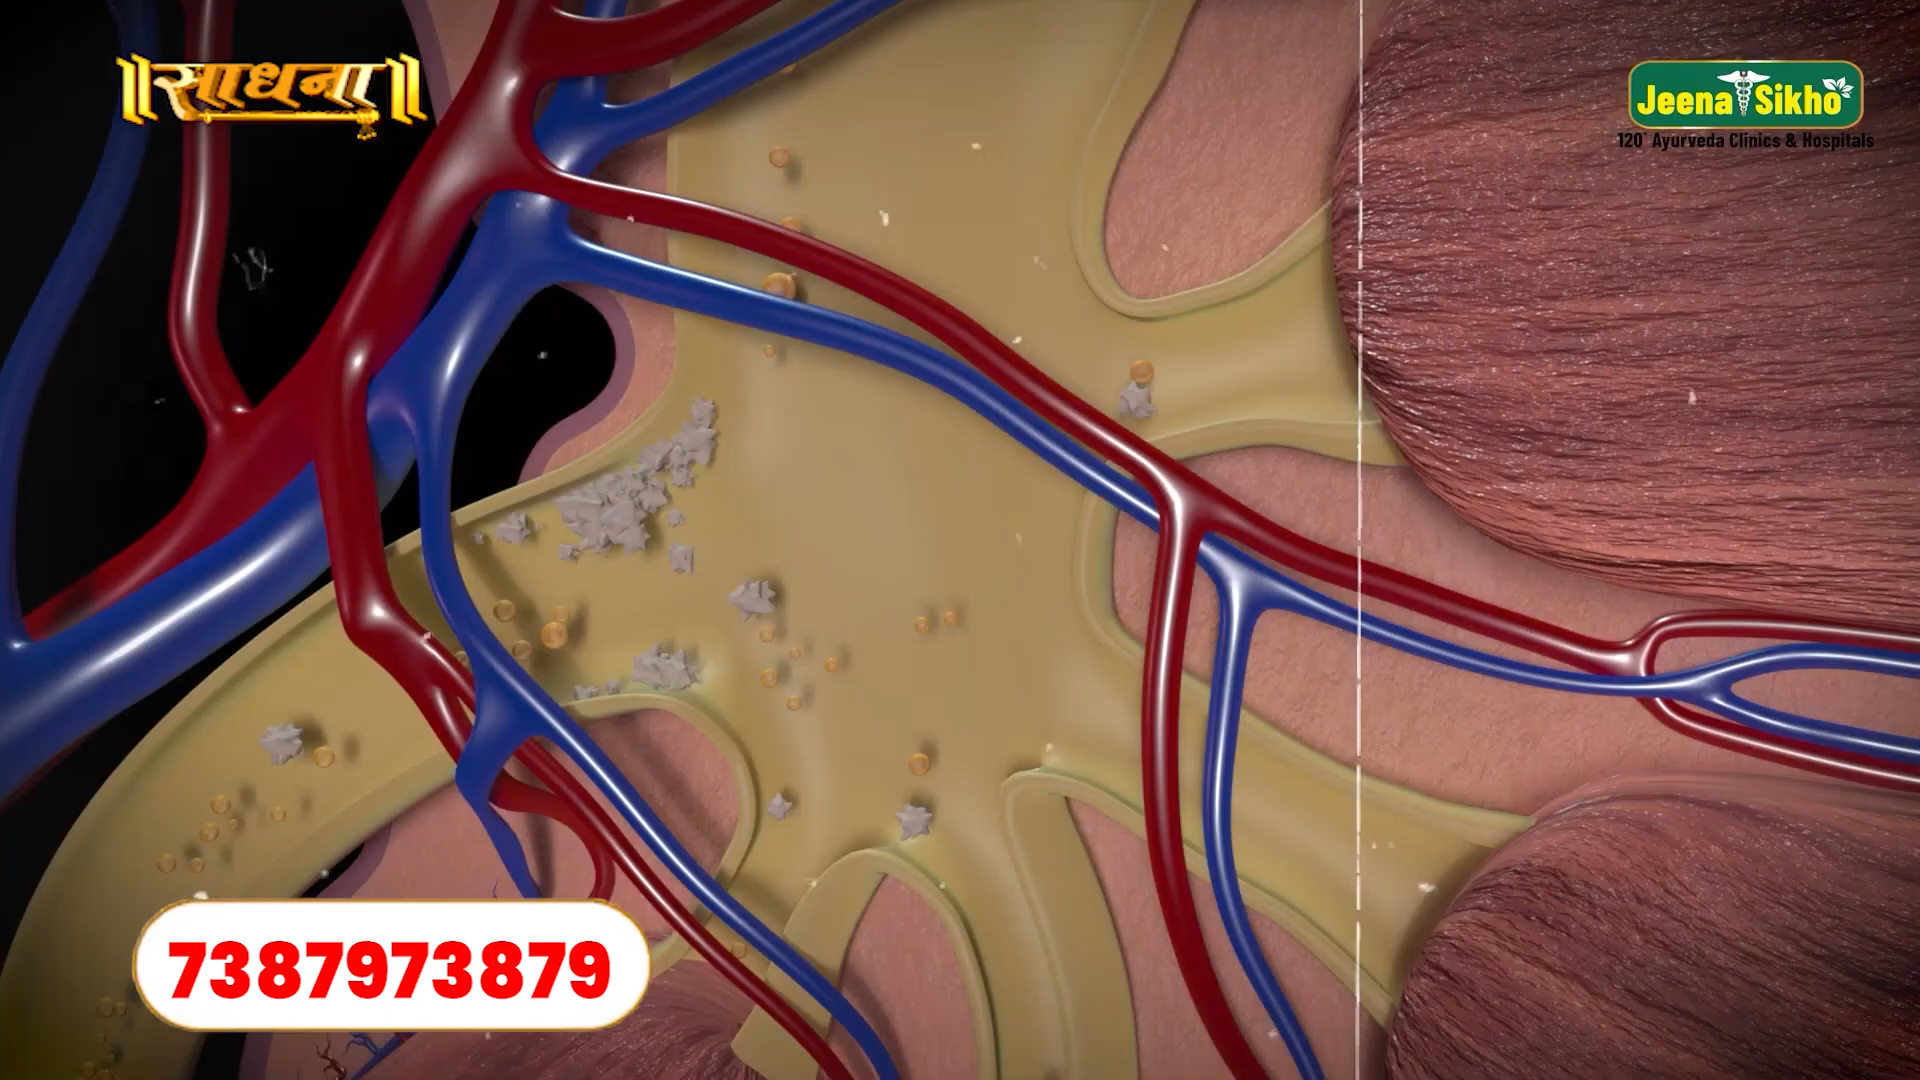 ॥साधना॥
Jeena Sikho
120+ Ayurveda Clinics & Hospitals
7387973879